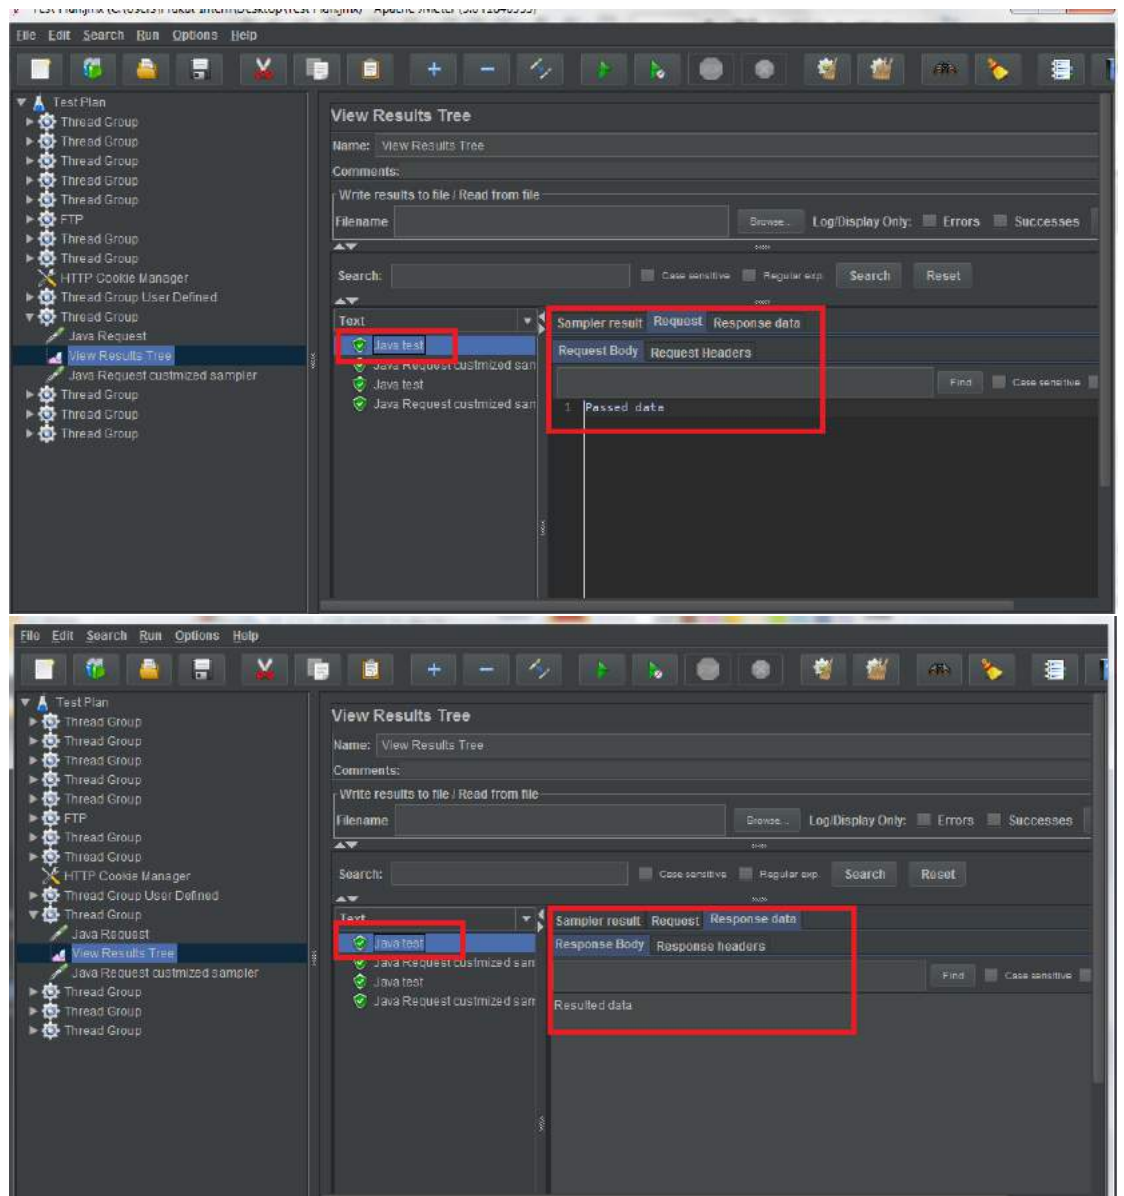 File Edit Search Run Options Help
Test Plan
Thread Group
Thread Group
Thread Group
Thread Group
Thread Group
FTP
Thread Group
Thread Group
HTTP Cookie Manager
Thread Group User Defined
Thread Group
Java Request
View Results Tree
Java Request custmized sampler
Thread Group
Thread Group
Thread Group
View Results Tree
Name: View Results Tree
Comments:
Write results to file / Read from file
Filename Browse... Log/Display Only: Errors Successes
Search: Case sensitive Regular exp. Search Reset
Text
Java test
Java Request custmized sam
Java test
Java Request custmized sam
Sampler result Request Response data
Request Body Request Headers
Find Case sensitive
1 Passed data
File Edit Search Run Options Help
Test Plan
Thread Group
Thread Group
Thread Group
Thread Group
Thread Group
FTP
Thread Group
Thread Group
HTTP Cookie Manager
Thread Group User Defined
Thread Group
Java Request
View Results Tree
Java Request custmized sampler
Thread Group
Thread Group
Thread Group
View Results Tree
Name: View Results Tree
Comments:
Write results to file / Read from file
Filename Browse... Log/Display Only: Errors Successes
Search: Case sensitive Regular exp. Search Reset
Text
Java test
Java Request custmized sam
Java test
Java Request custmized sam
Sampler result Request Response data
Response Body Response headers
Find Case sensitive
Resulted data